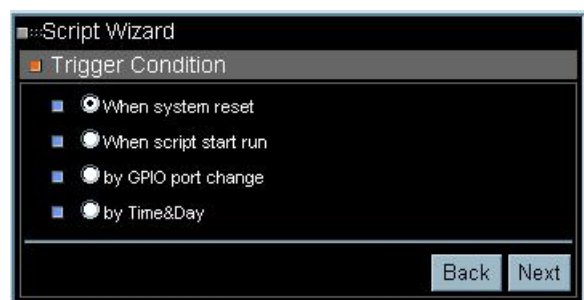 Script Wizard
Trigger Condition
When system reset
When script start run
by GPIO port change
by Time&Day
Back Next